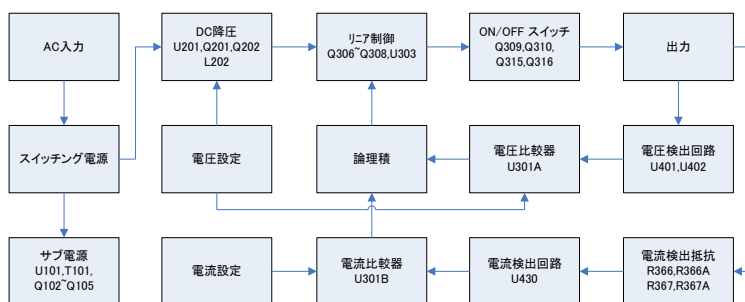 AC入力
DC降圧
U201,Q201,Q202
L202
リニア制御
Q306~Q308,U303
ON/OFF スイッチ
Q309,Q310,
Q315,Q316
出力
スイッチング電源
電圧設定
論理積
電圧比較器
U301A
電圧検出回路
U401,U402
サブ電源
U101,T101,
Q102~Q105
電流設定
電流比較器
U301B
電流検出回路
U430
電流検出抵抗
R366,R366A
R367,R367A